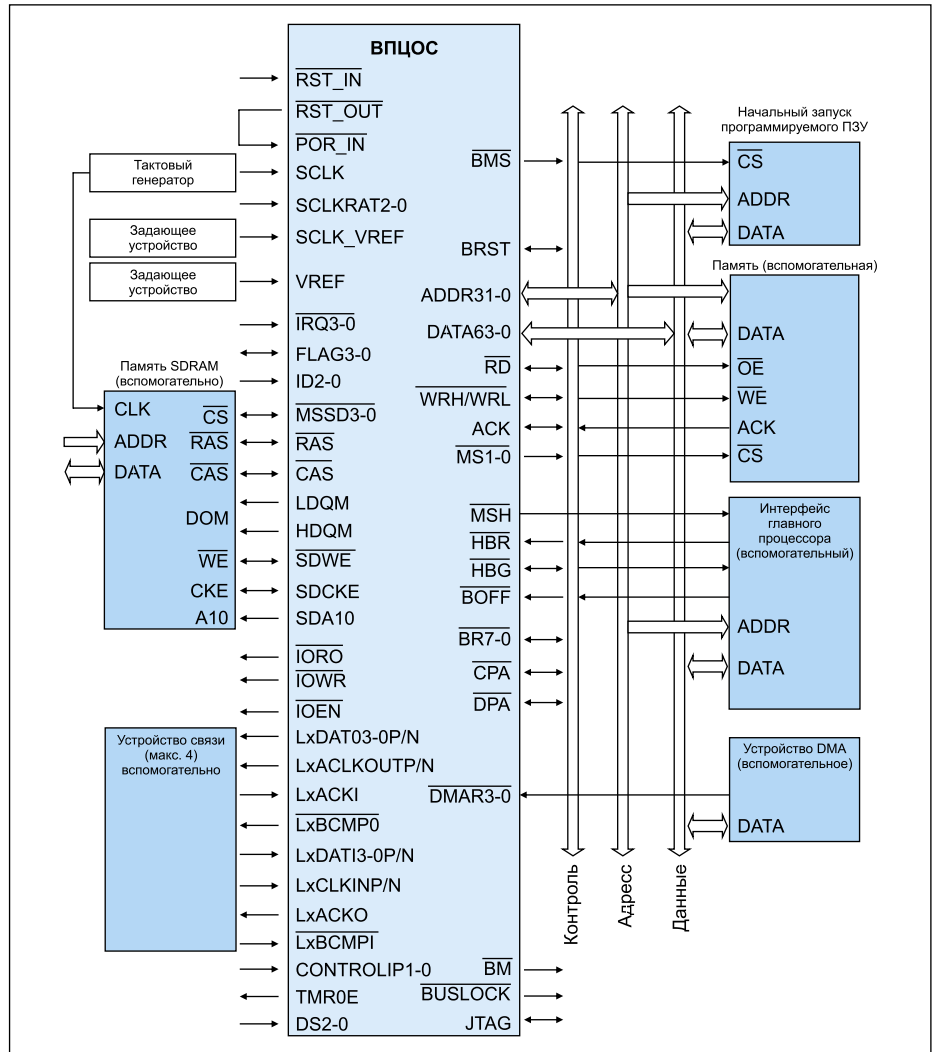 ВПЦОС
RST_IN
RST_OUT
POR_IN
SCLK
SCLKRAT2-0
SCLK_VREF
VREF
IRQ3-0
FLAG3-0
ID2-0
MSSD3-0
RAS
CAS
LDQM
HDQM
SDWE
SDCKE
SDA10
IORO
IOWR
IOEN
LxDAT03-0P/N
LxACLKOUTP/N
LxACKI
LxBCMP0
LxDATI3-0P/N
LxCLKINP/N
LxACKO
LxBCMPI
CONTROLIP1-0
TMR0E
DS2-0
BMS
BRST
ADDR31-0
DATA63-0
RD
WRH/WRL
ACK
MS1-0
MSH
HBR
HBG
BOFF
BR7-0
CPA
DPA
DMAR3-0
BM
BUSLOCK
JTAG
Тактовый
генератор
Задающее
устройство
Задающее
устройство
Память SDRAM
(вспомогательно)
CLK
ADDR
DATA
CS
RAS
CAS
DOM
WE
CKE
A10
Устройство связи
(макс. 4)
вспомогательно
Контроль
Адресс
Данные
Начальный запуск
программируемого ПЗУ
CS
ADDR
DATA
Память (вспомогательная)
DATA
OE
WE
ACK
CS
Интерфейс
главного
процессора
(вспомогательный)
ADDR
DATA
Устройство DMA
(вспомогательное)
DATA